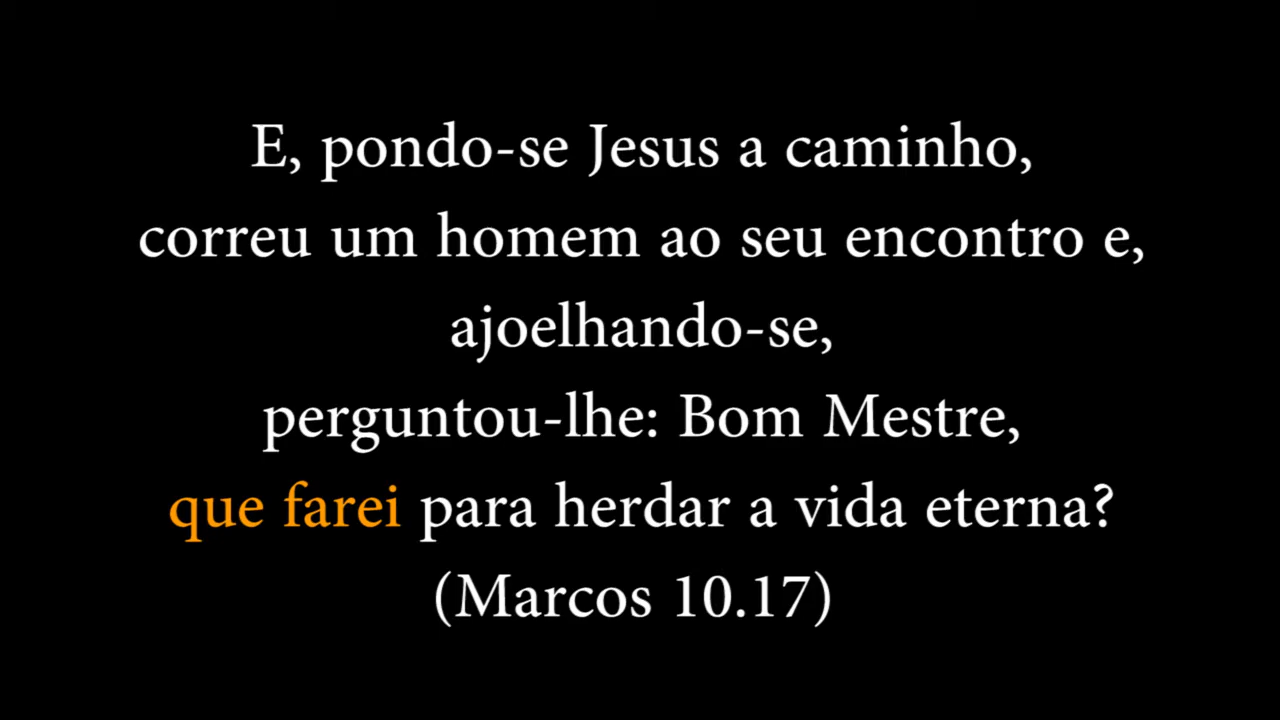 E, pondo-se Jesus a caminho,
correu um homem ao seu encontro e,
ajoelhando-se,
perguntou-lhe: Bom Mestre,
que farei para herdar a vida eterna?
(Marcos 10.17)